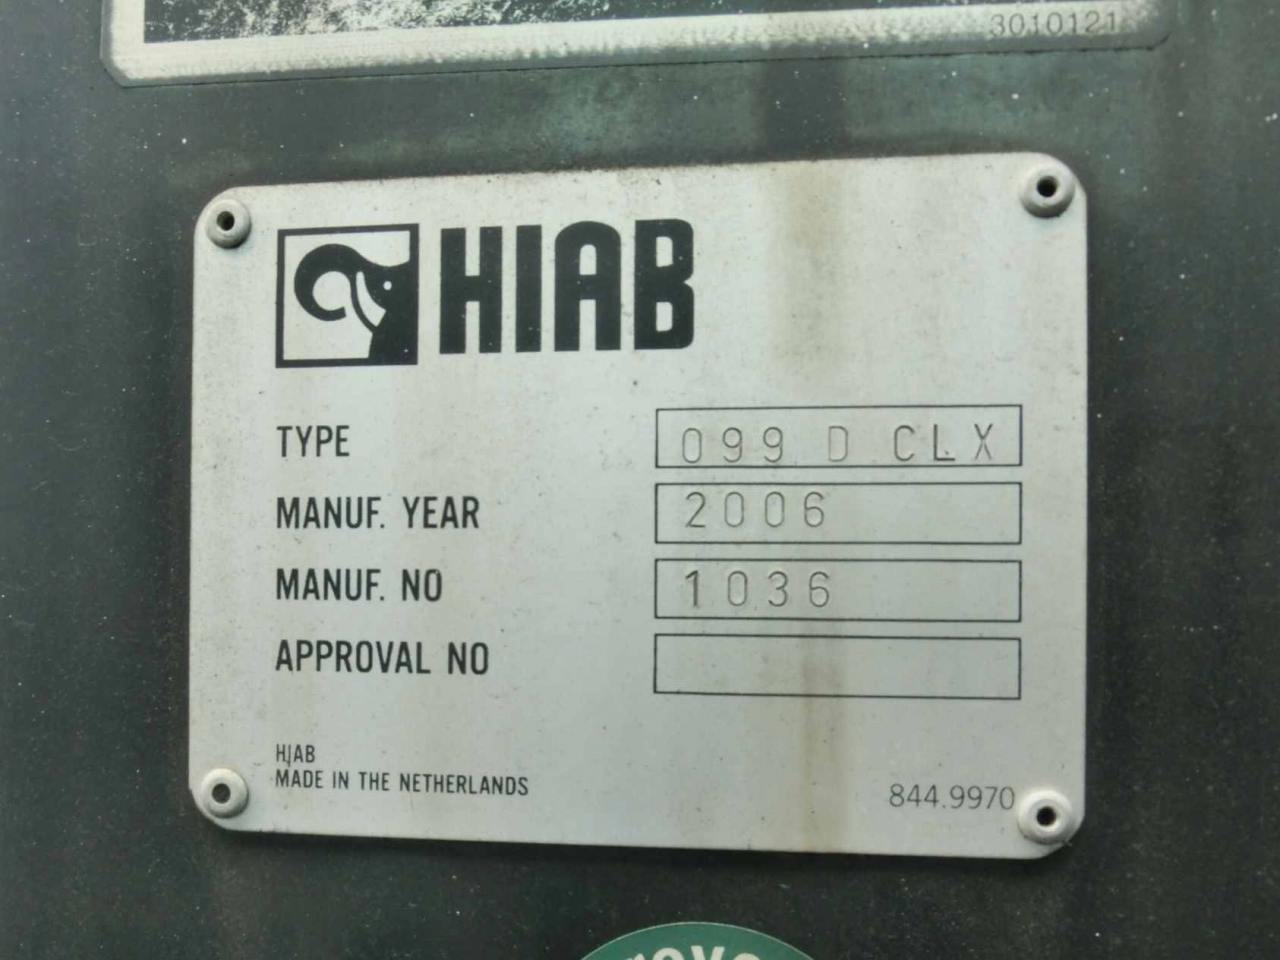 3010121
HIAB
TYPE 099 D CLX
MANUF. YEAR 2006
MANUF. NO 1036
APPROVAL NO
HIAB
MADE IN THE NETHERLANDS
844.9970